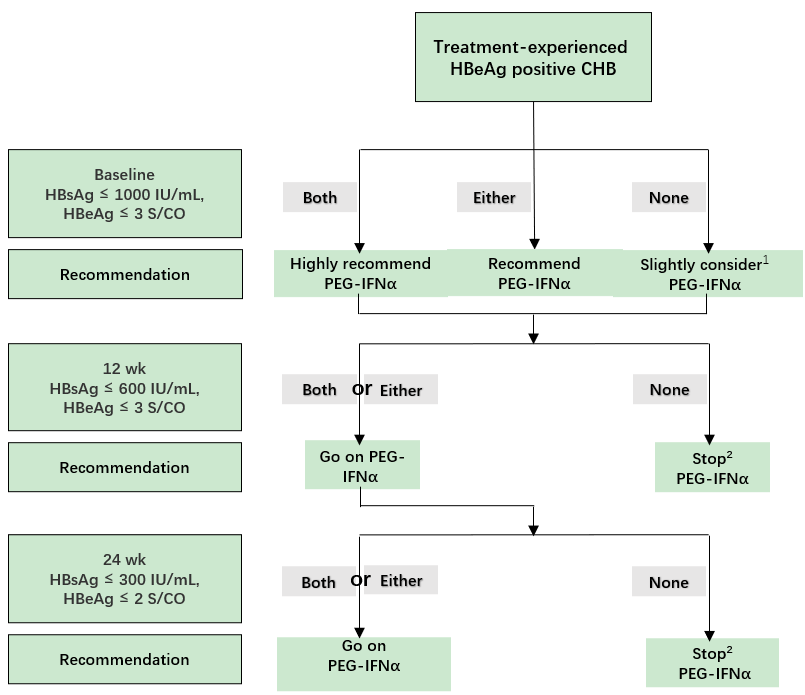 Treatment-experienced
HBeAg positive CHB
Baseline
HBsAg ≤ 1000 IU/mL,
HBeAg ≤ 3 S/CO
Both
Either
None
Recommendation
Highly recommend
PEG-IFNα
Recommend
PEG-IFNα
Slightly consider¹
PEG-IFNα
12 wk
HBsAg ≤ 600 IU/mL,
HBeAg ≤ 3 S/CO
Both or Either
None
Recommendation
Go on PEG-
IFNα
Stop²
PEG-IFNα
24 wk
HBsAg ≤ 300 IU/mL,
HBeAg ≤ 2 S/CO
Both or Either
None
Recommendation
Go on
PEG-IFNα
Stop²
PEG-IFNα